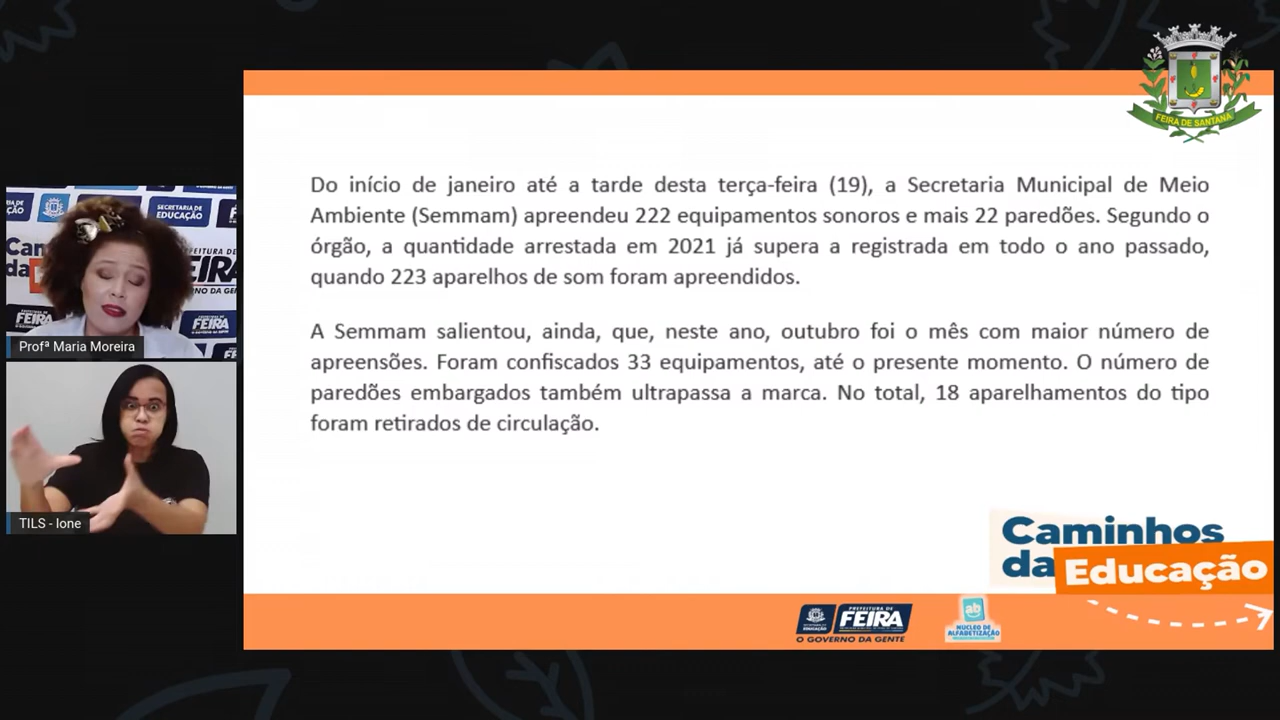 FEIRA DE SANTANA
Do início de janeiro até a tarde desta terça-feira (19), a Secretaria Municipal de Meio
Ambiente (Semmam) apreendeu 222 equipamentos sonoros e mais 22 paredões. Segundo o
órgão, a quantidade arrestada em 2021 já supera a registrada em todo o ano passado,
quando 223 aparelhos de som foram apreendidos.
A Semmam salientou, ainda, que, neste ano, outubro foi o mês com maior número de
apreensões. Foram confiscados 33 equipamentos, até o presente momento. O número de
paredões embargados também ultrapassa a marca. No total, 18 aparelhamentos do tipo
foram retirados de circulação.
SECRETARIA DE
EDUCAÇÃO
FEIRA
Profª Maria Moreira
TILS - Ione
Caminhos
da Educação
PREFEITURA DE
FEIRA
O GOVERNO DA GENTE
ab
NÚCLEO DE
ALFABETIZAÇÃO